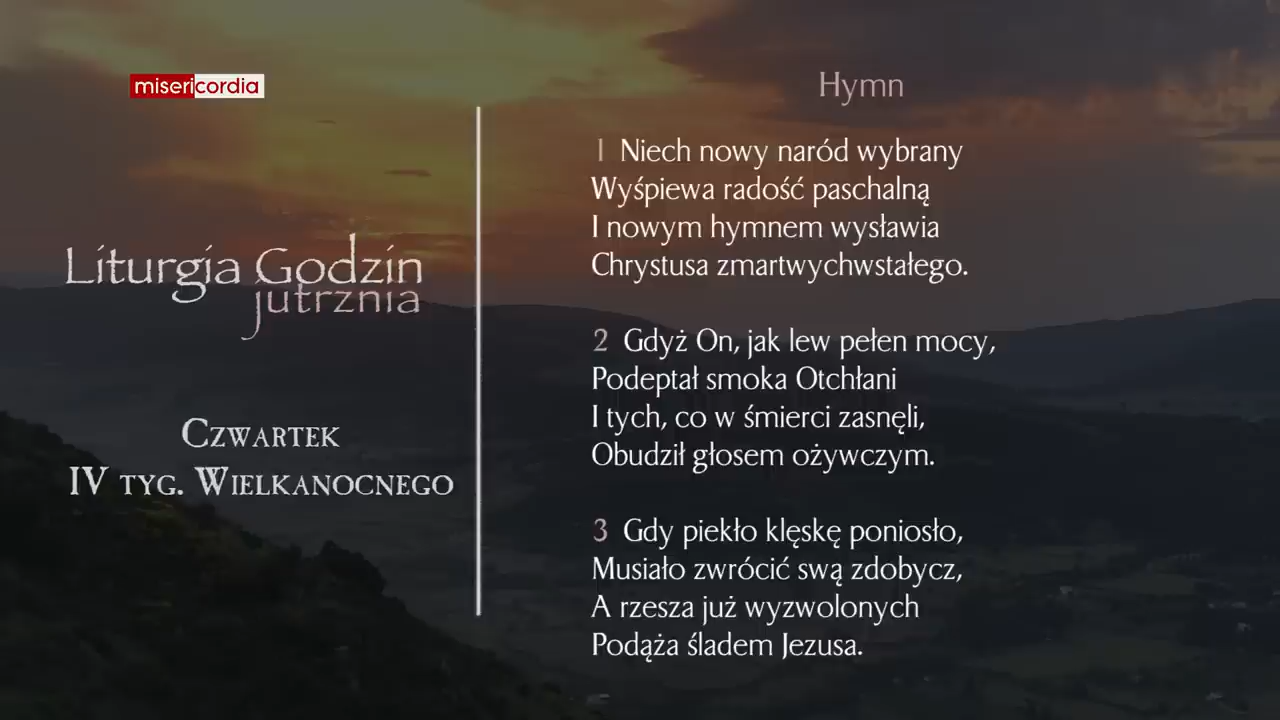 misericordia
Liturgia Godzin
jutrznia
Czwartek
IV tyg. Wielkanocnego
Hymn
1 Niech nowy naród wybrany
Wyśpiewa radość paschalną
I nowym hymnem wysławia
Chrystusa zmartwychwstałego.
2 Gdyż On, jak lew pełen mocy,
Podeptał smoka Otchłani
I tych, co w śmierci zasnęli,
Obudził głosem ożywczym.
3 Gdy piekło klęskę poniosło,
Musiało zwrócić swą zdobycz,
A rzesza już wyzwolonych
Podąża śladem Jezusa.